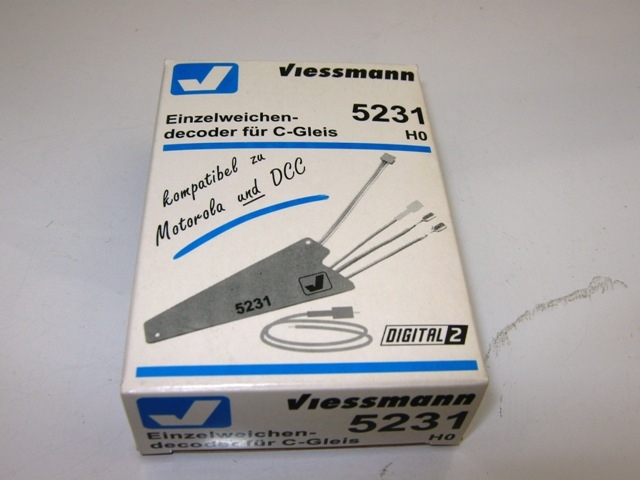 Viessmann
Einzelweichen-
decoder für C-Gleis
5231
H0
kompatibel zu
Motorola und DCC
5231
DIGITAL 2
Viessmann
5231
Einzelweichen-
decoder für C-Gleis
H0